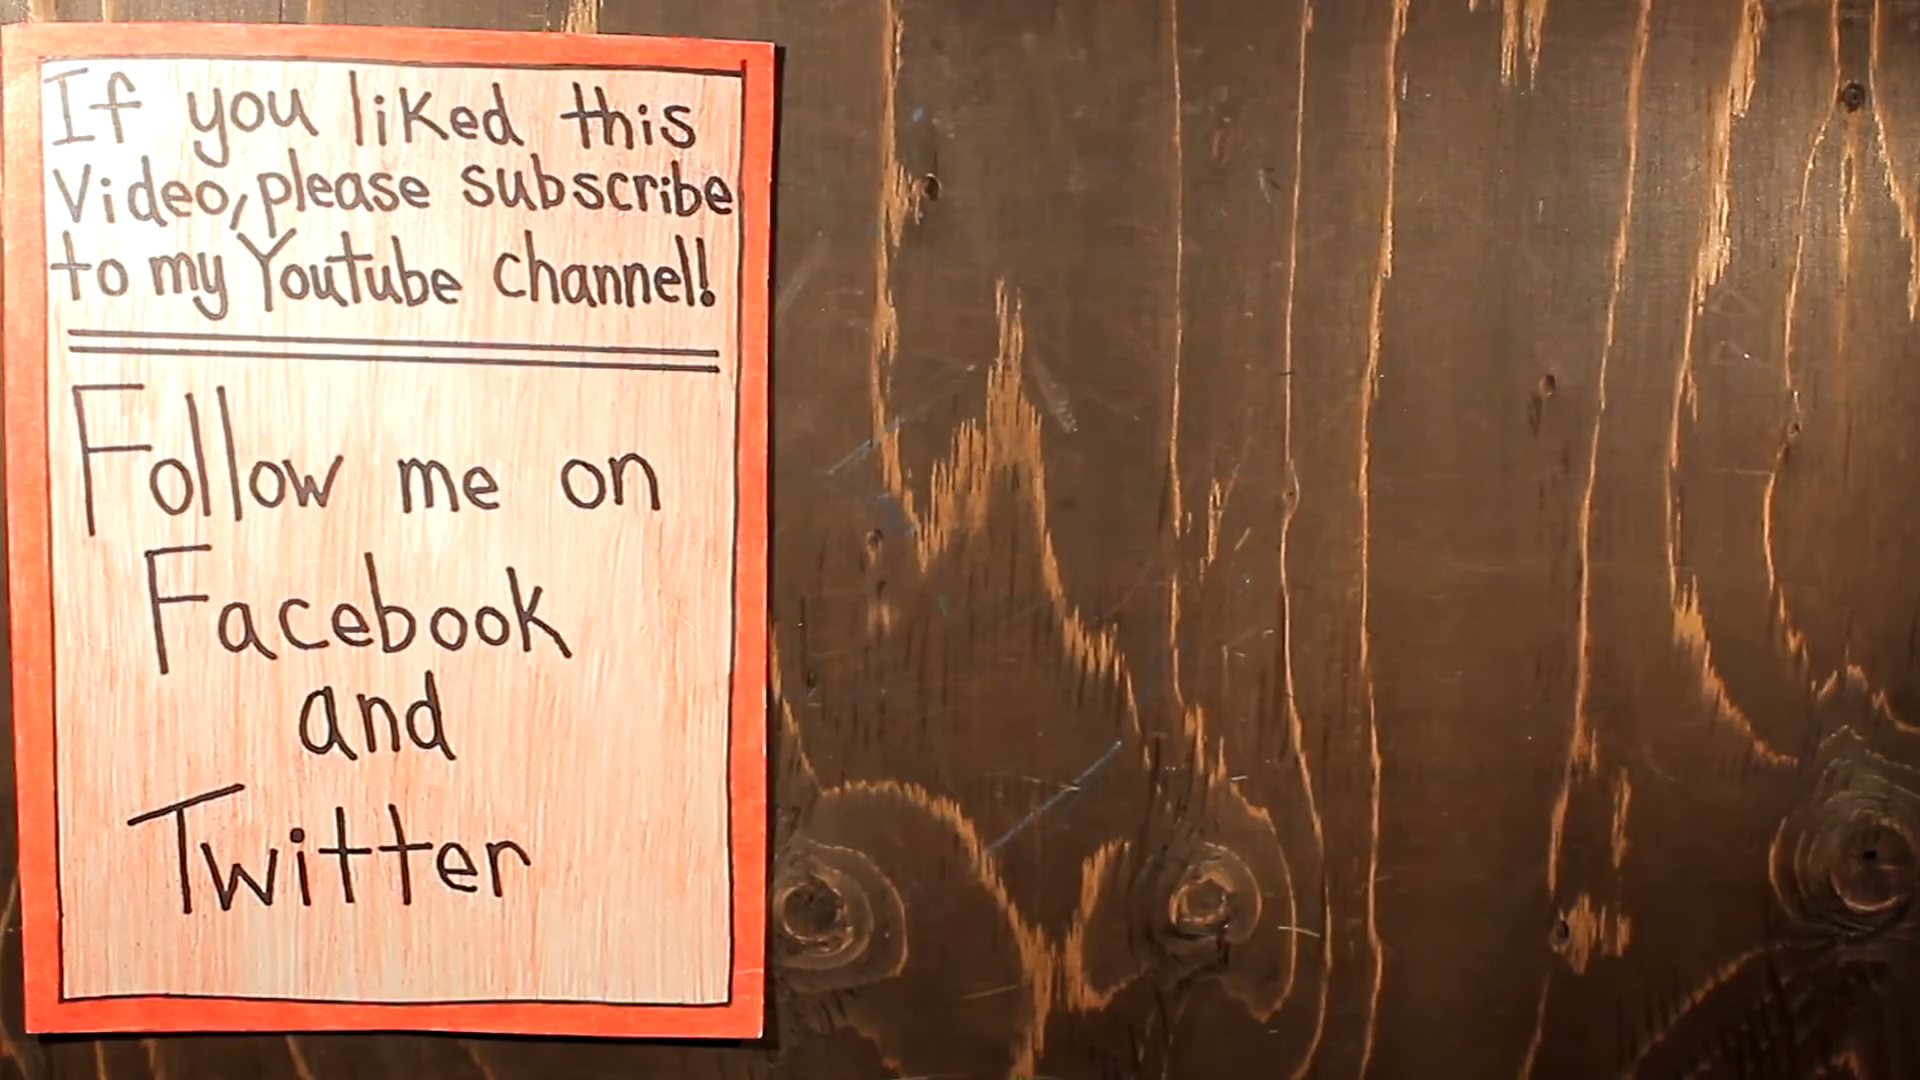 If you liked this
Video, please subscribe
to my Youtube channel!
Follow me on
Facebook
and
Twitter